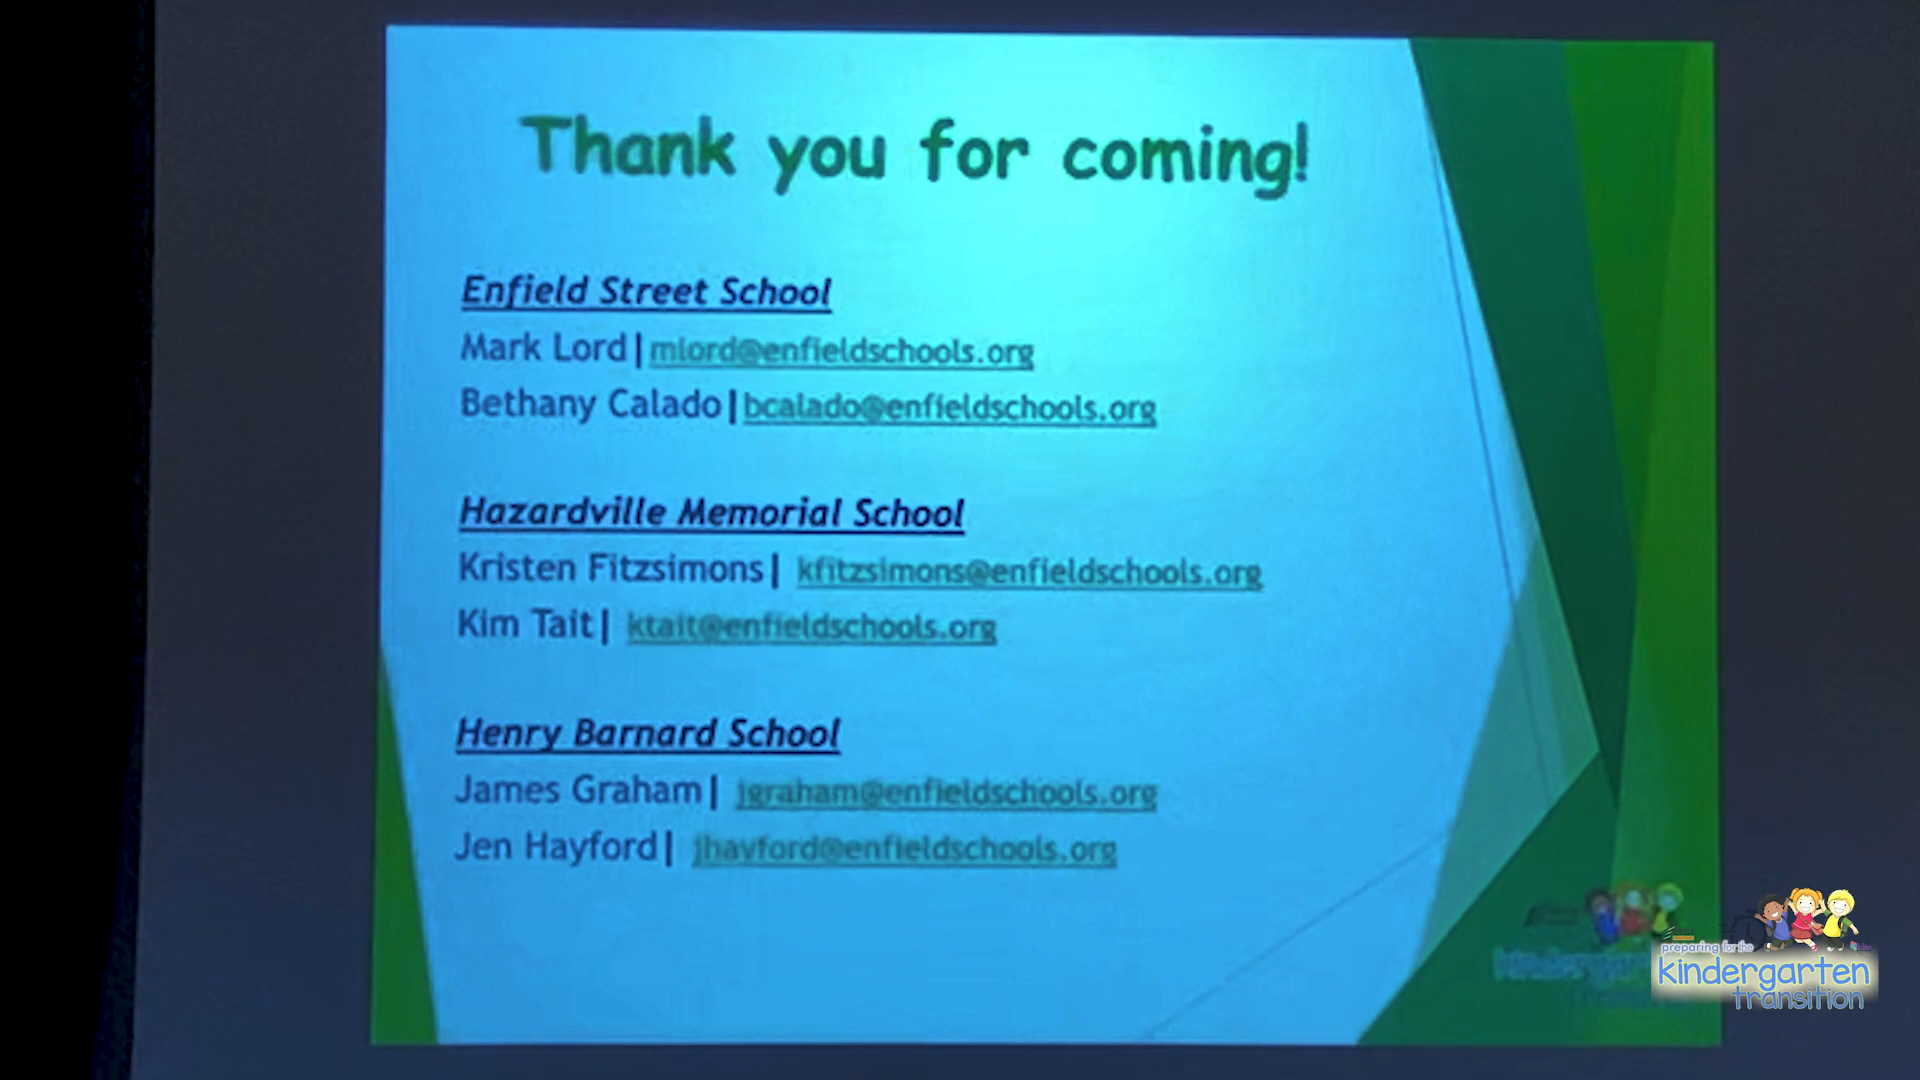 Thank you for coming!
Enfield Street School
Mark Lord| mlord@enfieldschools.org
Bethany Calado| bcalado@enfieldschools.org
Hazardville Memorial School
Kristen Fitzsimons| kfitzsimons@enfieldschools.org
Kim Tait| ktait@enfieldschools.org
Henry Barnard School
James Graham| jgraham@enfieldschools.org
Jen Hayford| jhayford@enfieldschools.org
preparing for the
kindergarten
transition